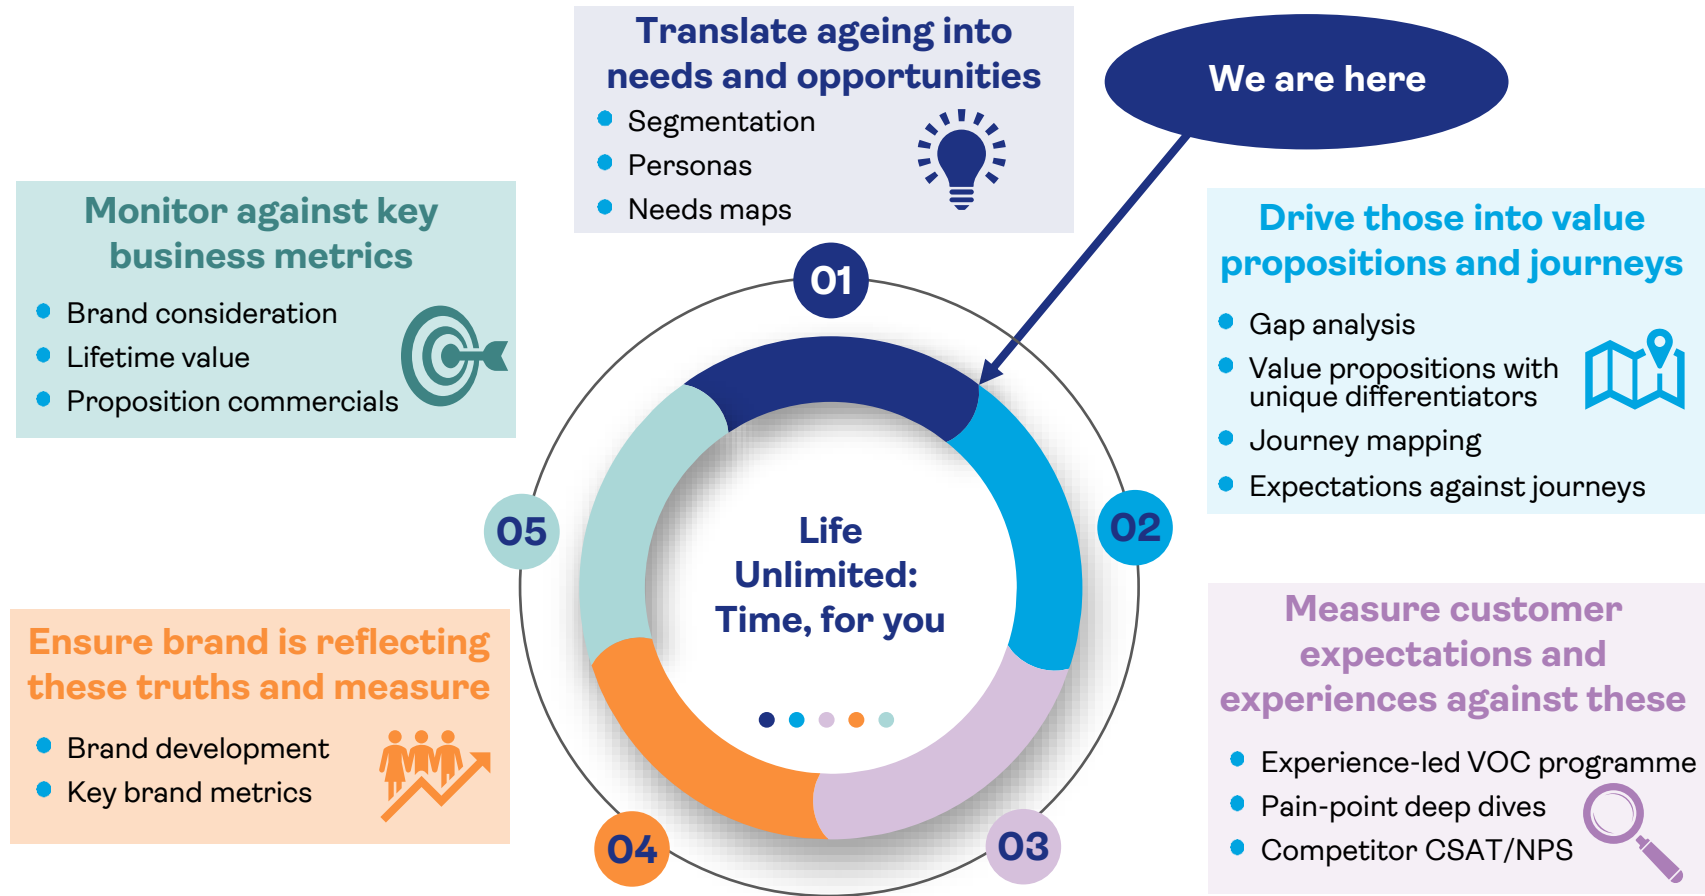 Translate ageing into
needs and opportunities
Segmentation
Personas
Needs maps
We are here
Drive those into value
propositions and journeys
Gap analysis
Value propositions with
unique differentiators
Journey mapping
Expectations against journeys
Measure customer
expectations and
experiences against these
Experience-led VOC programme
Pain-point deep dives
Competitor CSAT/NPS
Ensure brand is reflecting
these truths and measure
Brand development
Key brand metrics
Monitor against key
business metrics
Brand consideration
Lifetime value
Proposition commercials
01
02
03
04
05
Life
Unlimited:
Time, for you